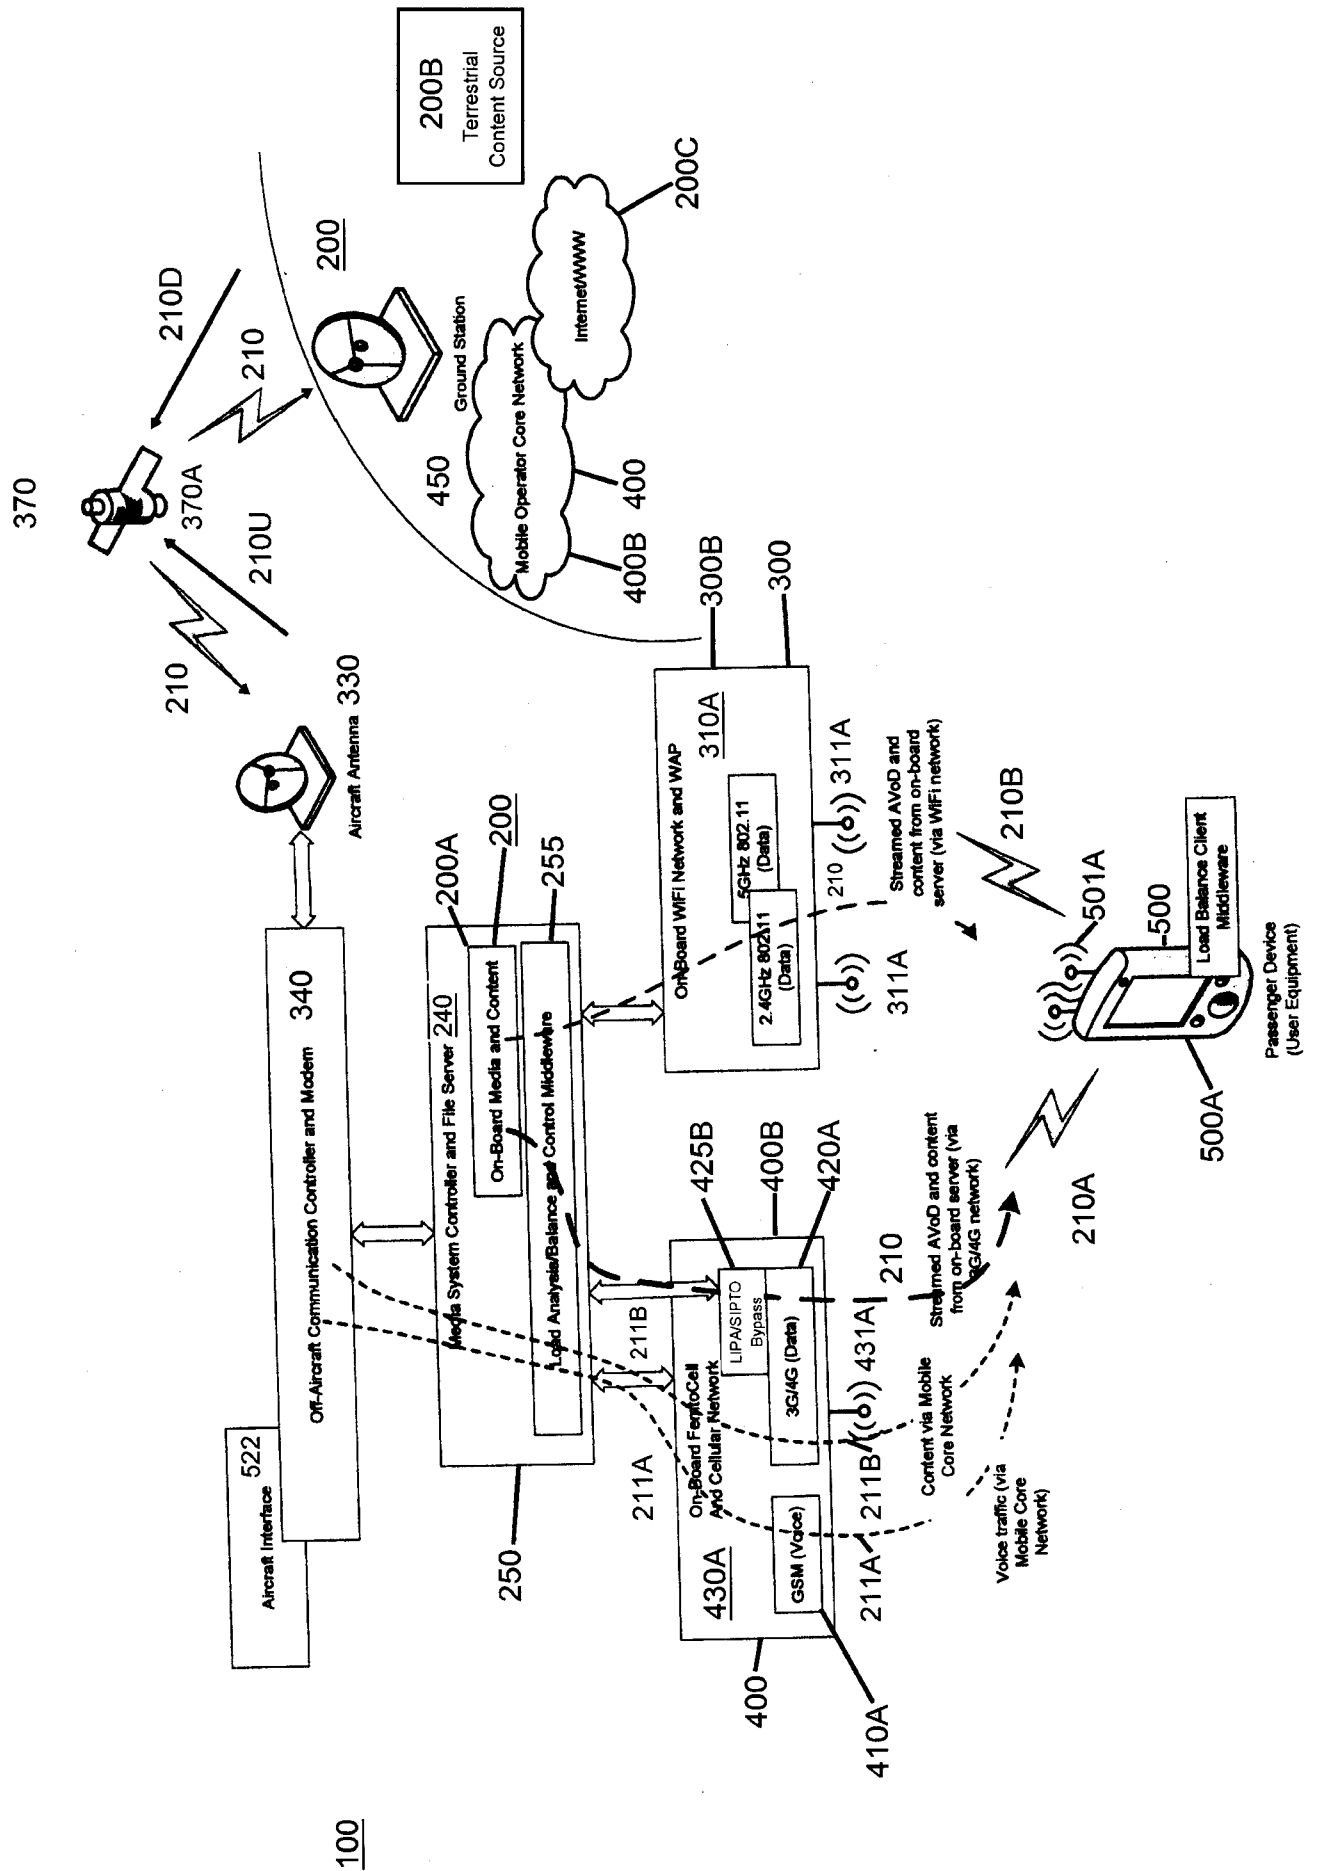 100
370
370A
210D
210
210U
210
200
Ground Station
200B
Terrestrial
Content Source
450
Mobile Operator Core Network
Internet/WWW
200C
400
400B
Aircraft Antenna 330
Aircraft Interface
522
Off-Aircraft Communication Controller and Modem
340
Media System Controller and File Server 240
On-Board Media and Content
Load Analysis/Balance and Control Middleware
200A
200
255
250
211A
211B
On-Board FemtoCell
And Cellular Network
430A
GSM (Voice)
LIPA/SIPTO
Bypass
3G/4G (Data)
425B
400B
420A
400
410A
211A
211B
431A
210
On-Board WiFi Network and WAP
310A
2.4GHz 802.11
(Data)
5GHz 802.11
(Data)
300B
300
311A
311A
210
Streamed AVoD and
content from on-board
server (via WiFi network)
Streamed AVoD and content
from on-board server (via
3G/4G network)
Content via Mobile
Core Network
Voice traffic (via
Mobile Core
Network)
210A
210B
501A
500
Load Balance Client
Middleware
500A
Passenger Device
(User Equipment)